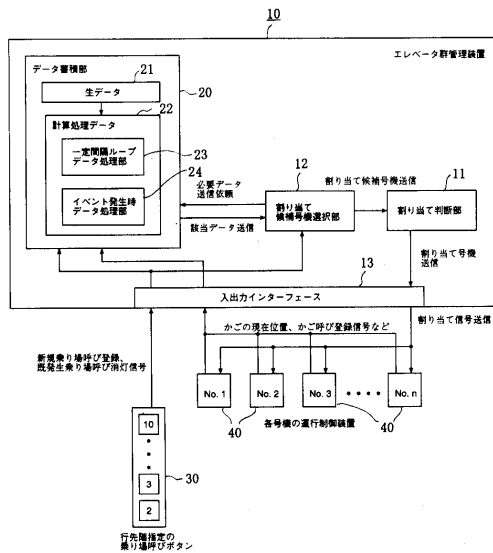 10
エレベータ群管理装置
データ蓄積部
21
生データ
22
20
計算処理データ
一定間隔ループ
データ処理部
23
24
イベント発生時
データ処理部
必要データ
送信依頼
該当データ送信
12
割り当て
候補号機選択部
割り当て候補号機送信
11
割り当て判断部
割り当て号機
送信
13
入出力インターフェース
割り当て信号送信
かごの現在位置、かご呼び登録信号など
新規乗り場呼び登録、
既発生乗り場呼び消灯信号
No. 1
No. 2
No. 3
No. n
40
40
各号機の運行制御装置
10
3
2
30
行先階指定の
乗り場呼びボタン